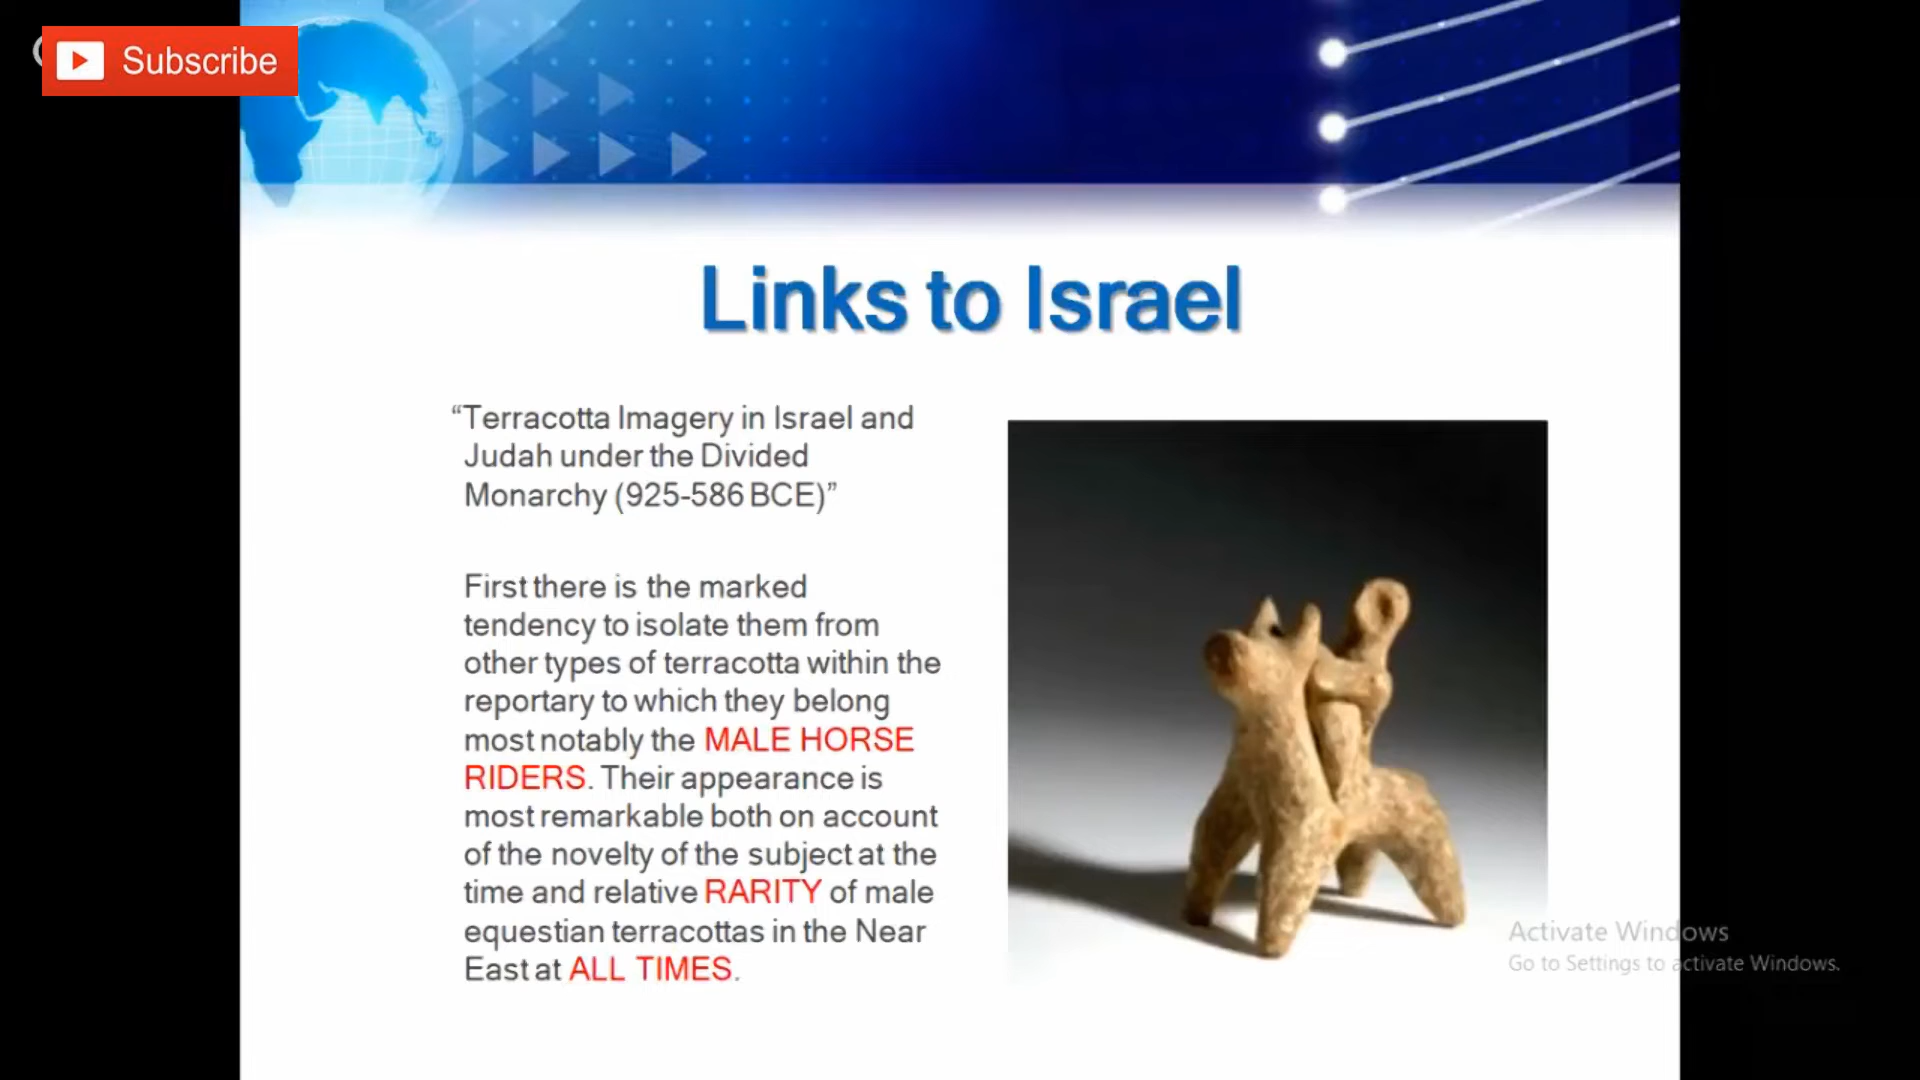 Subscribe
Links to Israel
“Terracotta Imagery in Israel and
Judah under the Divided
Monarchy (925-586 BCE)”
First there is the marked
tendency to isolate them from
other types of terracotta within the
reportary to which they belong
most notably the MALE HORSE
RIDERS. Their appearance is
most remarkable both on account
of the novelty of the subject at the
time and relative RARITY of male
equestian terracottas in the Near
East at ALL TIMES.
Activate Windows
Go to Settings to activate Windows.